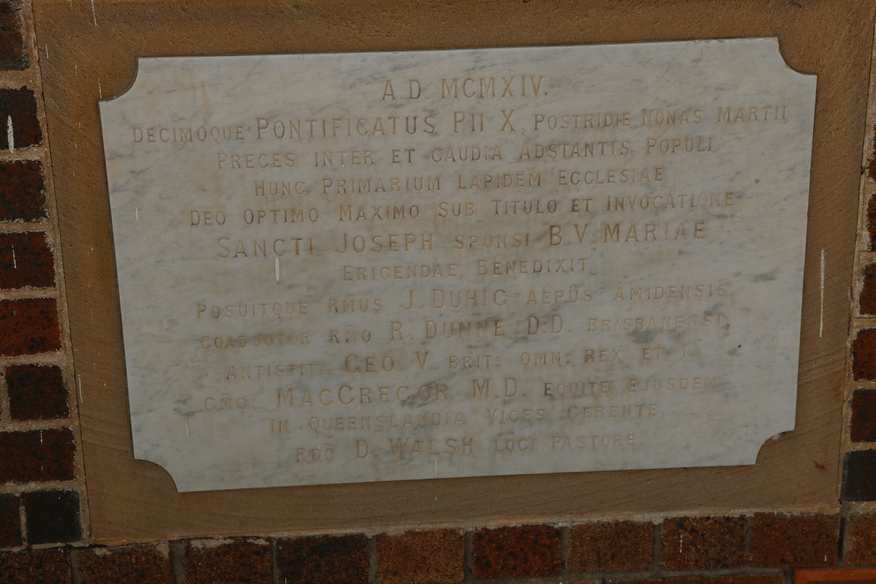 A.D MCMXIV.
DECIMOQUE PONTIFICATUS PII X, POSTRIDIE NONAS MARTII
PRECES INTER ET GAUDIA ADSTANTIS POPULI
HUNC PRIMARIUM LAPIDEM ECCLESIAE
DEO OPTIMO MAXIMO SUB TITULO ET INVOCATIONE
SANCTI JOSEPH SPONSI B.V. MARIAE
ERIGENDAE BENEDIXIT
POSUITQUE RMUS J. DUHIG AEPUS AMIDENSIS,
COADJUTOR RMO R. DUNNE D.D. BRISBANENSI
ANTISTITI, GEO. V. BRIT: OMN: REX ET I.
GMO MACGREGOR M.D. EQUITE EJUSDEM
IN QUEENSLAUDIA VICES GERENTE
RDO D. WALSH LOCI PASTORE